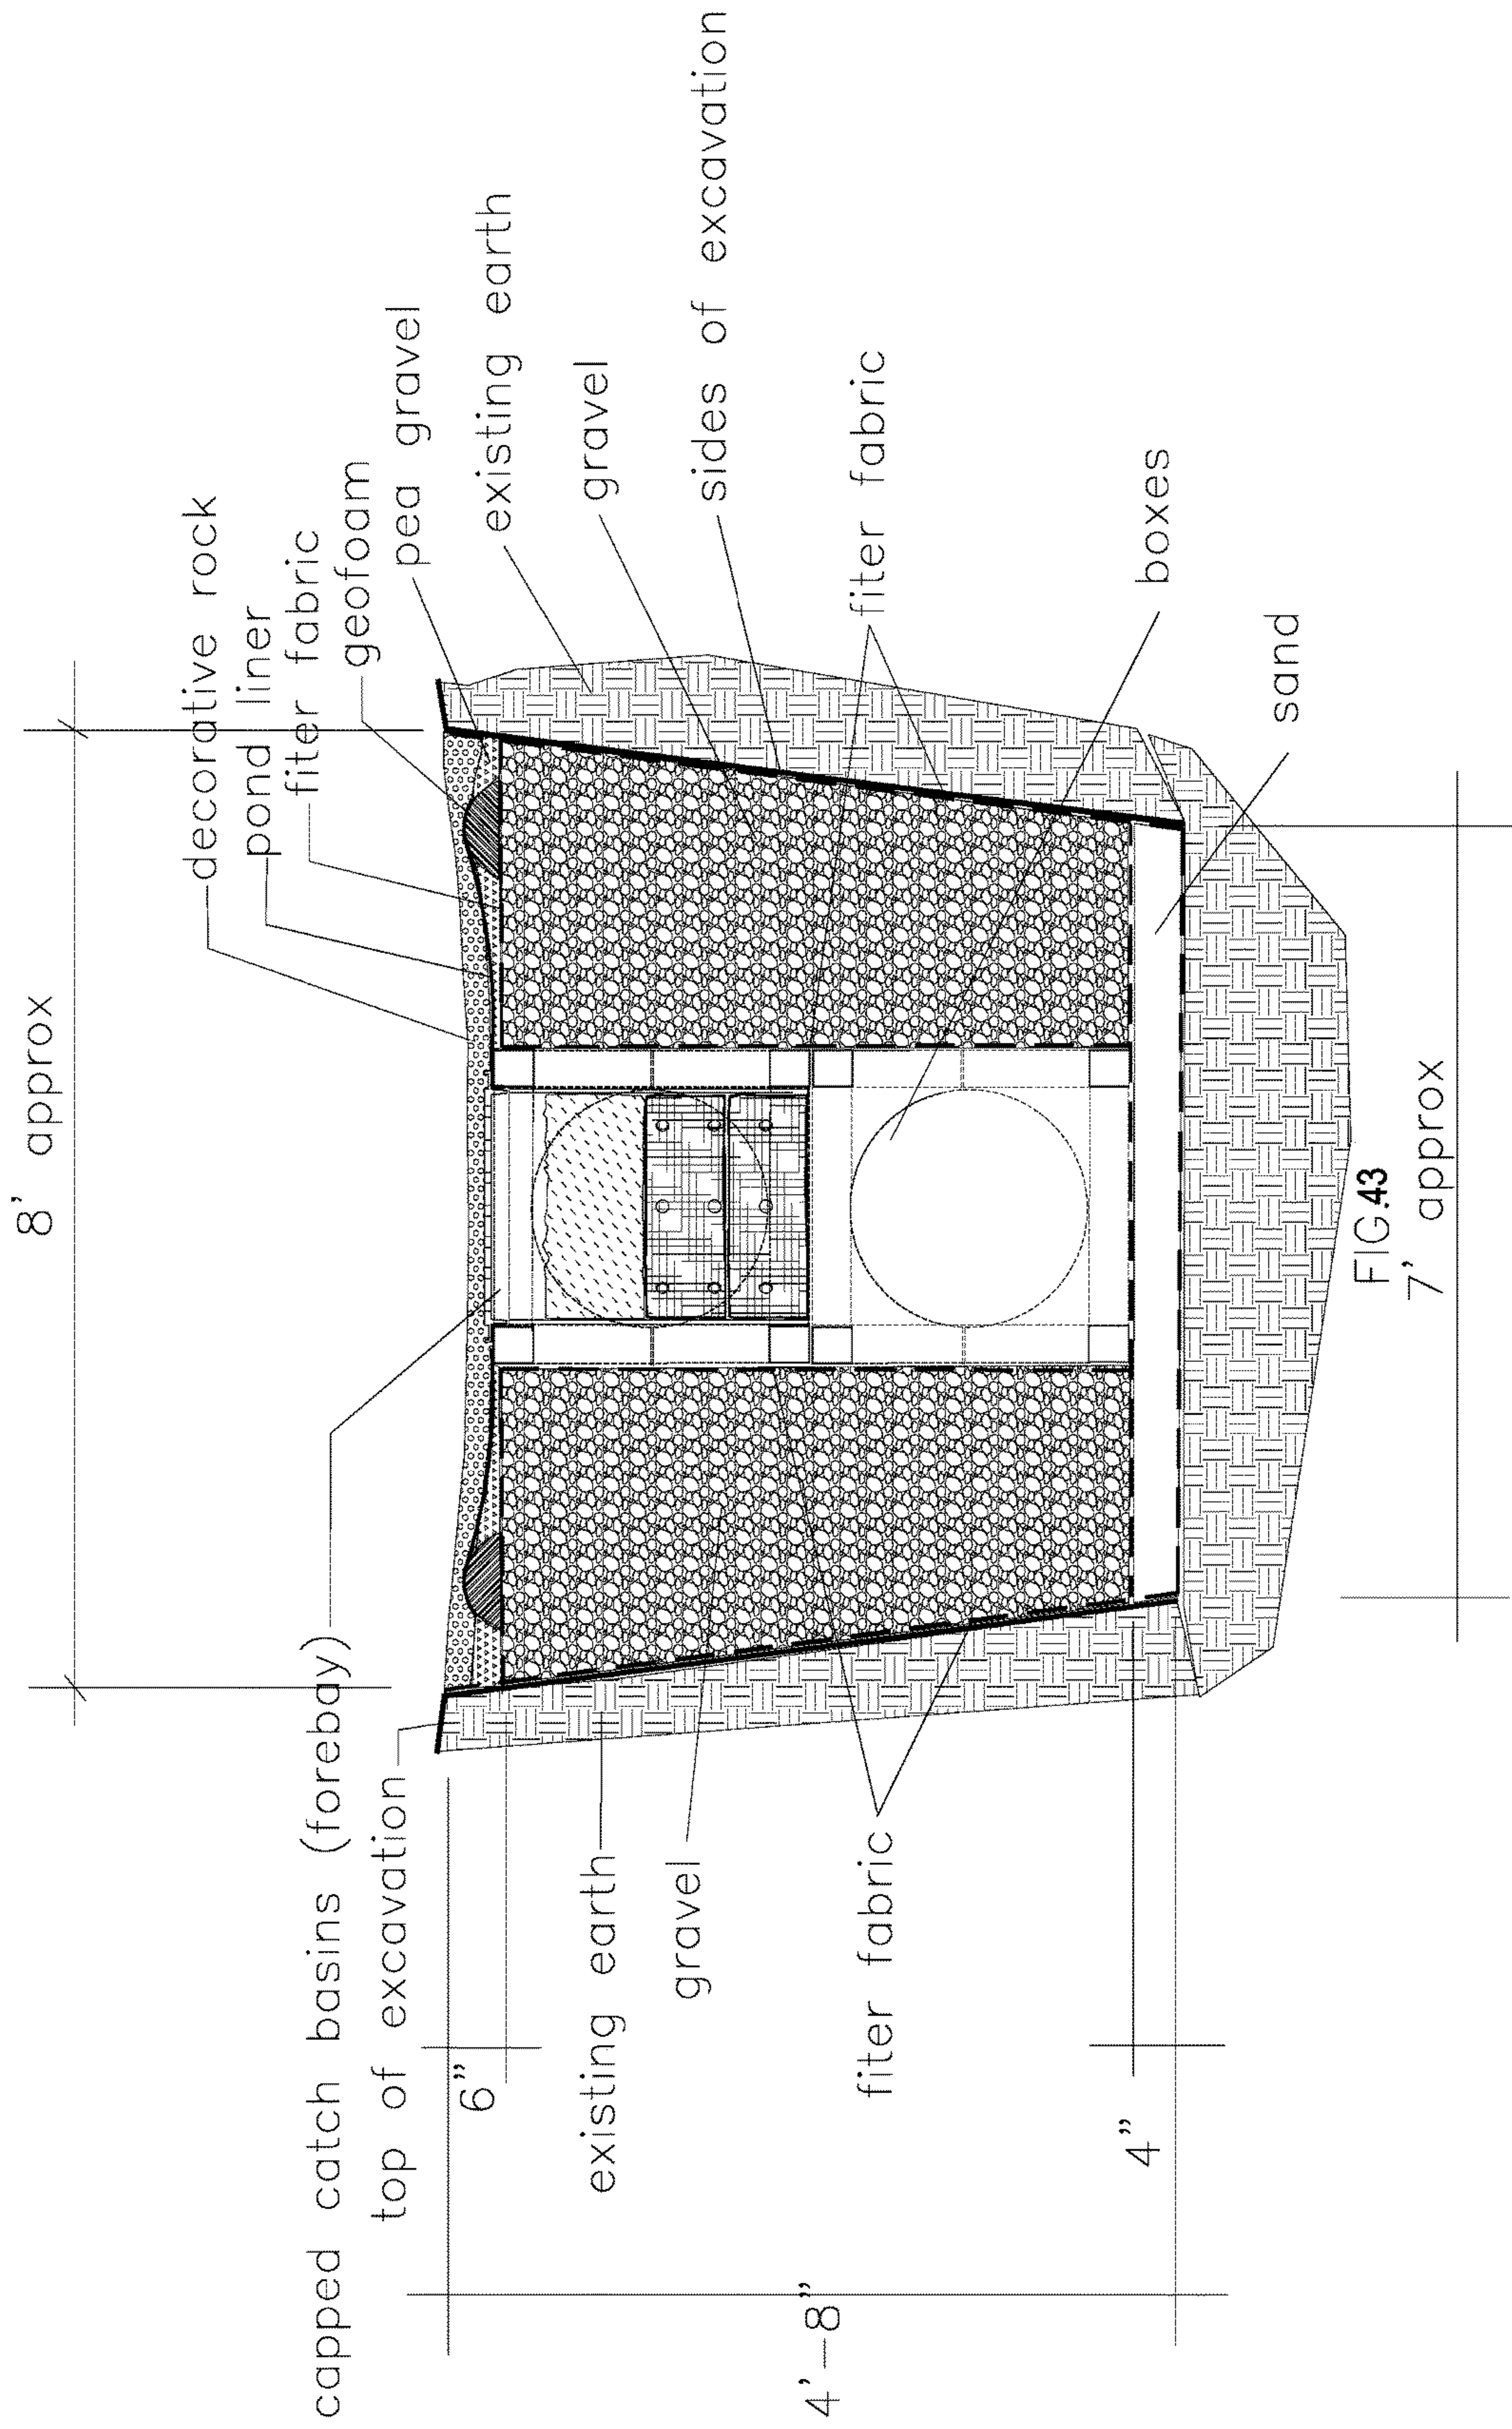 8' approx
decorative rock
pond liner
fiter fabric
geofoam
pea gravel
existing earth
gravel
sides of excavation
fiter fabric
boxes
sand
capped catch basins (forebay)
top of excavation
6"
existing earth
gravel
fiter fabric
4"
4'-8"
FIG.43
7' approx